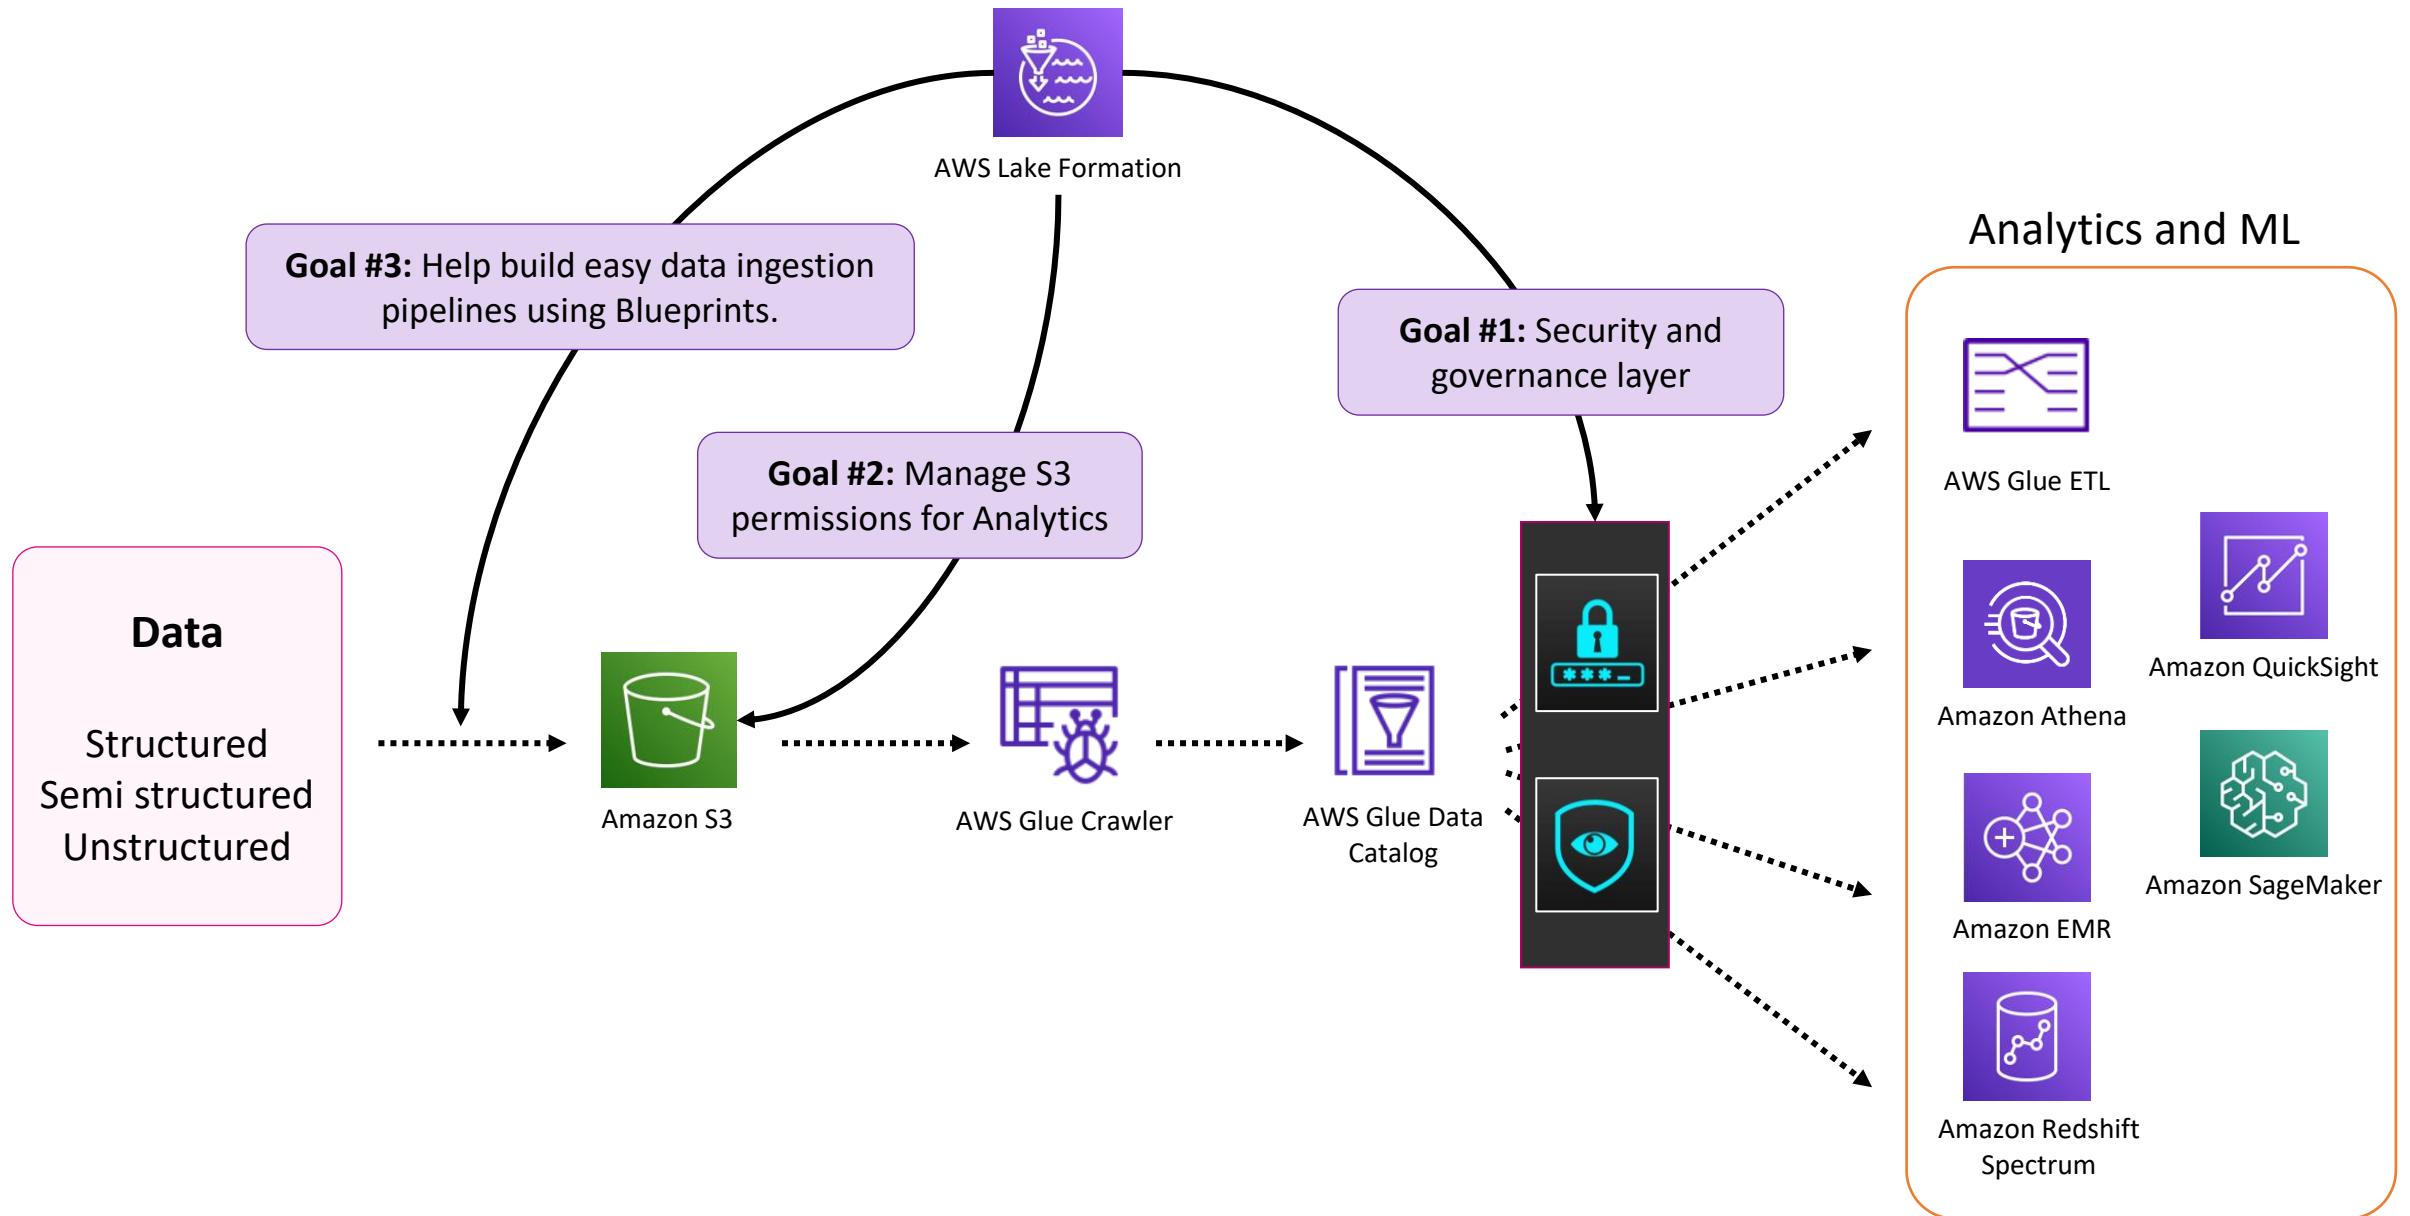 AWS Lake Formation
Goal #3: Help build easy data ingestion
pipelines using Blueprints.
Goal #1: Security and
governance layer
Goal #2: Manage S3
permissions for Analytics
Data
Structured
Semi structured
Unstructured
Amazon S3
AWS Glue Crawler
AWS Glue Data
Catalog
***_
Analytics and ML
AWS Glue ETL
Amazon Athena
Amazon QuickSight
Amazon EMR
Amazon SageMaker
Amazon Redshift
Spectrum